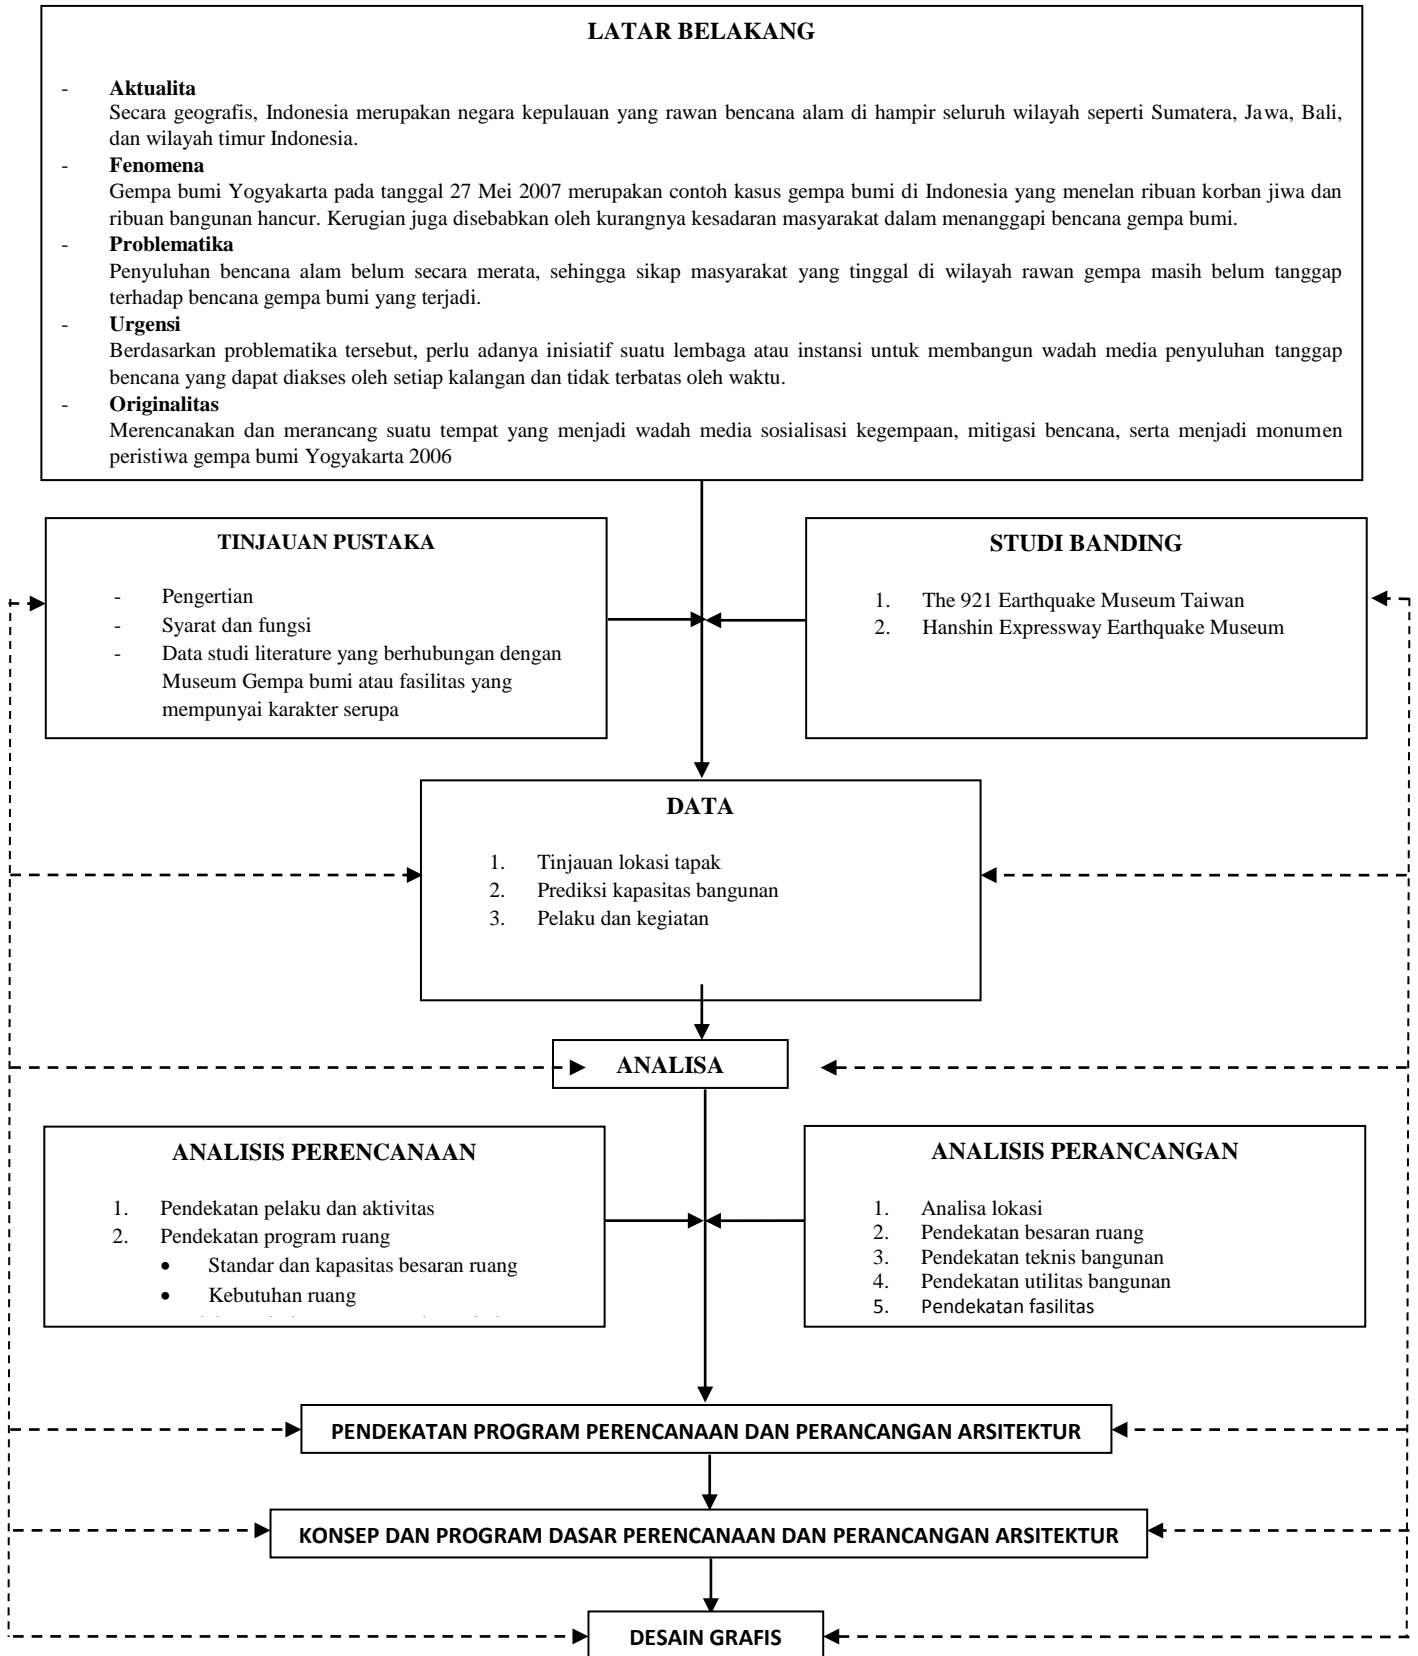 LATAR BELAKANG
- Aktualita
Secara geografis, Indonesia merupakan negara kepulauan yang rawan bencana alam di hampir seluruh wilayah seperti Sumatera, Jawa, Bali,
dan wilayah timur Indonesia.
- Fenomena
Gempa bumi Yogyakarta pada tanggal 27 Mei 2007 merupakan contoh kasus gempa bumi di Indonesia yang menelan ribuan korban jiwa dan
ribuan bangunan hancur. Kerugian juga disebabkan oleh kurangnya kesadaran masyarakat dalam menanggapi bencana gempa bumi.
- Problematika
Penyuluhan bencana alam belum secara merata, sehingga sikap masyarakat yang tinggal di wilayah rawan gempa masih belum tanggap
terhadap bencana gempa bumi yang terjadi.
- Urgensi
Berdasarkan problematika tersebut, perlu adanya inisiatif suatu lembaga atau instansi untuk membangun wadah media penyuluhan tanggap
bencana yang dapat diakses oleh setiap kalangan dan tidak terbatas oleh waktu.
- Originalitas
Merencanakan dan merancang suatu tempat yang menjadi wadah media sosialisasi kegempaan, mitigasi bencana, serta menjadi monumen
peristiwa gempa bumi Yogyakarta 2006
TINJAUAN PUSTAKA
- Pengertian
- Syarat dan fungsi
- Data studi literature yang berhubungan dengan
Museum Gempa bumi atau fasilitas yang
mempunyai karakter serupa
STUDI BANDING
1. The 921 Earthquake Museum Taiwan
2. Hanshin Expressway Earthquake Museum
DATA
1. Tinjauan lokasi tapak
2. Prediksi kapasitas bangunan
3. Pelaku dan kegiatan
ANALISA
ANALISIS PERENCANAAN
1. Pendekatan pelaku dan aktivitas
2. Pendekatan program ruang
• Standar dan kapasitas besaran ruang
• Kebutuhan ruang
ANALISIS PERANCANGAN
1. Analisa lokasi
2. Pendekatan besaran ruang
3. Pendekatan teknis bangunan
4. Pendekatan utilitas bangunan
5. Pendekatan fasilitas
PENDEKATAN PROGRAM PERENCANAAN DAN PERANCANGAN ARSITEKTUR
KONSEP DAN PROGRAM DASAR PERENCANAAN DAN PERANCANGAN ARSITEKTUR
DESAIN GRAFIS